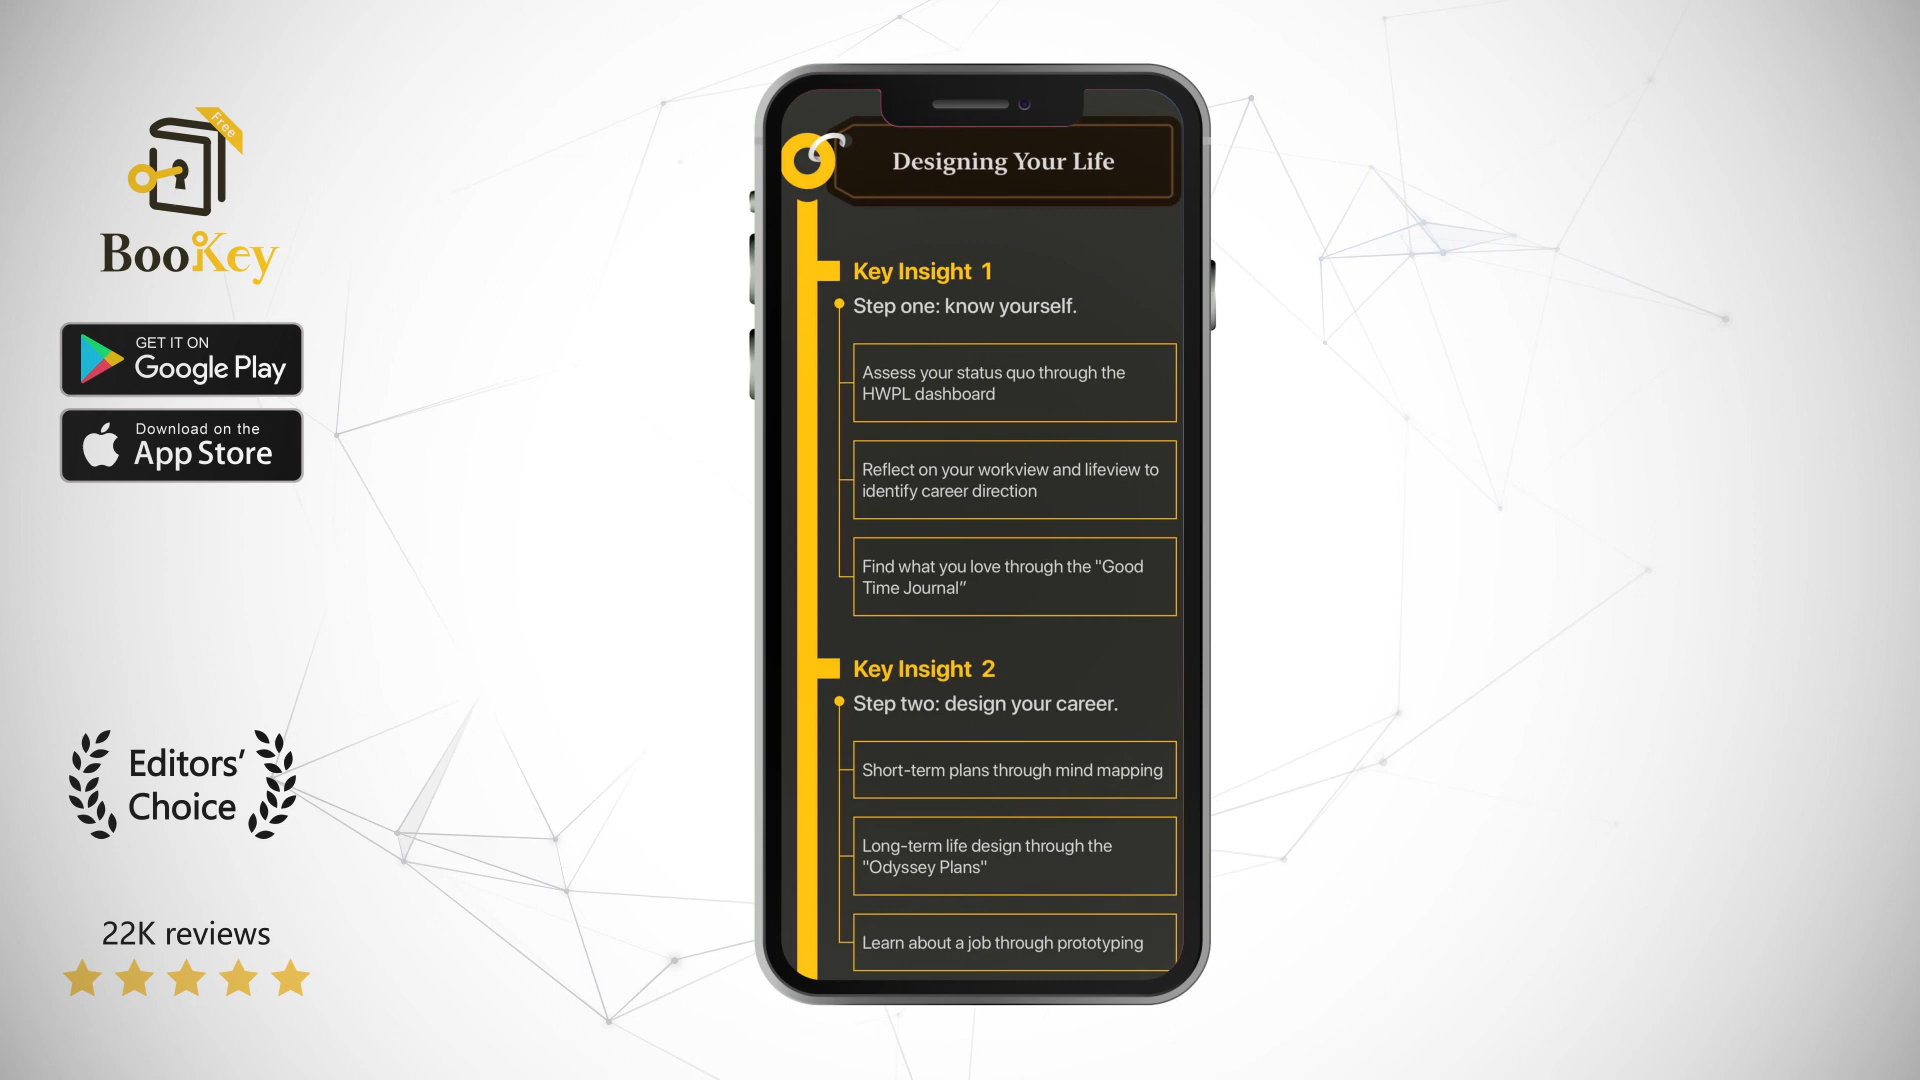 Free
BooKey
GET IT ON
Google Play
Download on the
App Store
Editors’
Choice
22K reviews
Designing Your Life
Key Insight 1
Step one: know yourself.
Assess your status quo through the
HWPL dashboard
Reflect on your workview and lifeview to
identify career direction
Find what you love through the "Good
Time Journal”
Key Insight 2
Step two: design your career.
Short-term plans through mind mapping
Long-term life design through the
"Odyssey Plans"
Learn about a job through prototyping